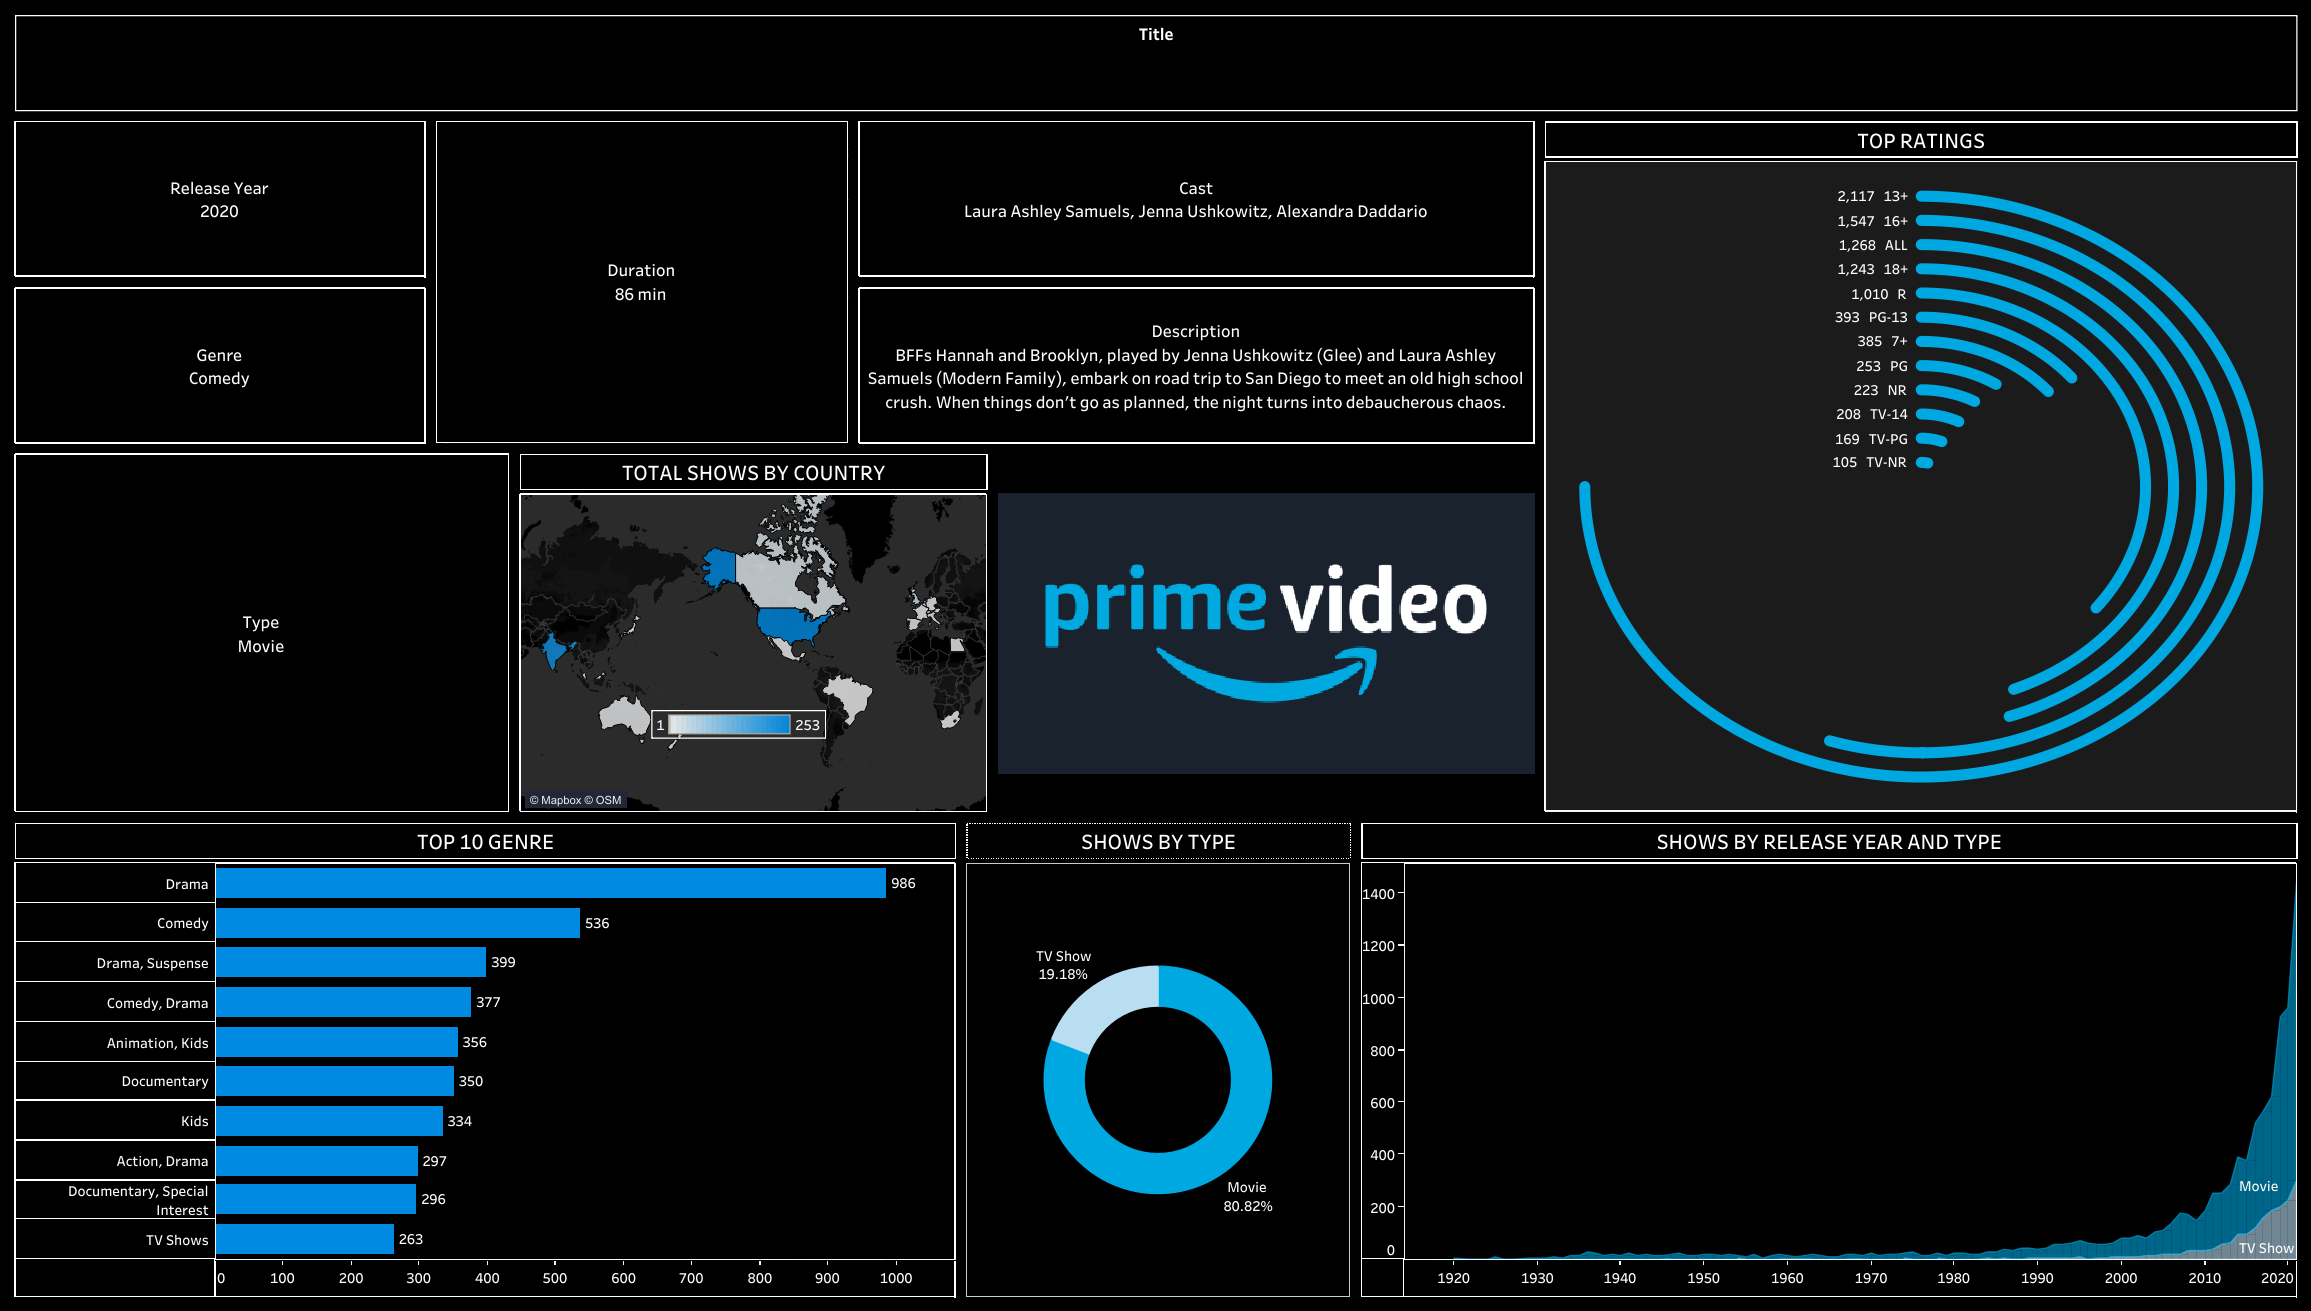 Title
Release Year
2020
Duration
86 min
Cast
Laura Ashley Samuels, Jenna Ushkowitz, Alexandra Daddario
Genre
Comedy
Description
BFFs Hannah and Brooklyn, played by Jenna Ushkowitz (Glee) and Laura Ashley
Samuels (Modern Family), embark on road trip to San Diego to meet an old high school
crush. When things don’t go as planned, the night turns into debaucherous chaos.
TOP RATINGS
2,117 13+
1,547 16+
1,268 ALL
1,243 18+
1,010 R
393 PG-13
385 7+
253 PG
223 NR
208 TV-14
169 TV-PG
105 TV-NR
Type
Movie
TOTAL SHOWS BY COUNTRY
1 253
© Mapbox © OSM
prime video
TOP 10 GENRE
Drama 986
Comedy 536
Drama, Suspense 399
Comedy, Drama 377
Animation, Kids 356
Documentary 350
Kids 334
Action, Drama 297
Documentary, Special
Interest 296
TV Shows 263
0 100 200 300 400 500 600 700 800 900 1000
SHOWS BY TYPE
TV Show
19.18%
Movie
80.82%
SHOWS BY RELEASE YEAR AND TYPE
1400
1200
1000
800
600
400
200
0
Movie
TV Show
1920 1930 1940 1950 1960 1970 1980 1990 2000 2010 2020